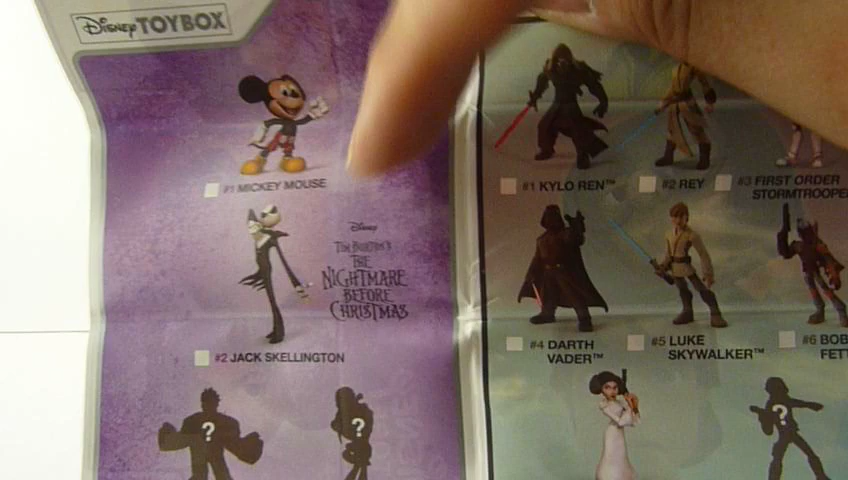 Disney TOYBOX
#1 MICKEY MOUSE
Disney
TIM BURTON'S
THE
NIGHTMARE
BEFORE
CHRISTMAS
#2 JACK SKELLINGTON
?
?
#1 KYLO REN™
#2 REY
#3 FIRST ORDER
STORMTROOPE
#4 DARTH
VADER™
#5 LUKE
SKYWALKER™
#6 BOB
FETT
?